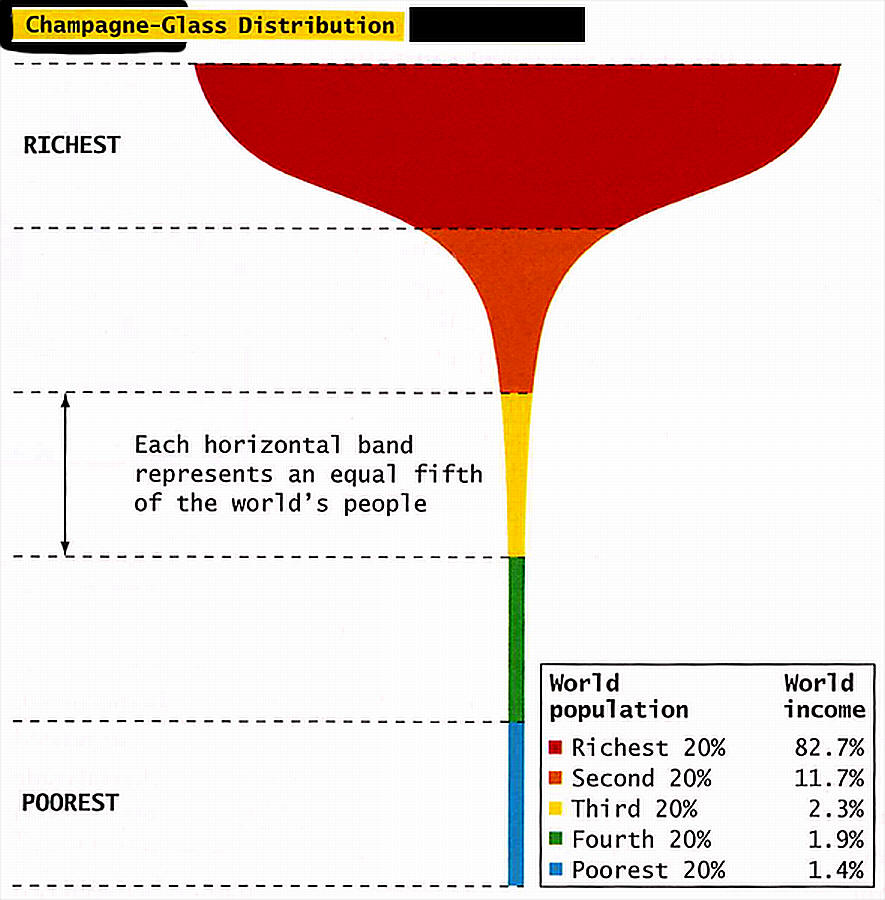 Champagne-Glass Distribution
RICHEST
Each horizontal band
represents an equal fifth
of the world's people
POOREST
World population World income
Richest 20% 82.7%
Second 20% 11.7%
Third 20% 2.3%
Fourth 20% 1.9%
Poorest 20% 1.4%